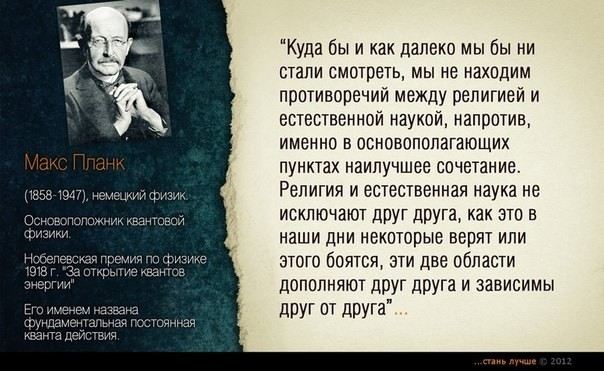 Макс Планк
(1858-1947), немецкий физик.
Основоположник квантовой
физики.
Нобелевская премия по физике
1918 г. "За открытие квантов
энергии"
Его именем названа
фундаментальная постоянная
кванта действия.
“Куда бы и как далеко мы бы ни
стали смотреть, мы не находим
противоречий между религией и
естественной наукой, напротив,
именно в основополагающих
пунктах наилучшее сочетание.
Религия и естественная наука не
исключают друг друга, как это в
наши дни некоторые верят или
этого боятся, эти две области
дополняют друг друга и зависимы
друг от друга”...
...стань лучше © 2012